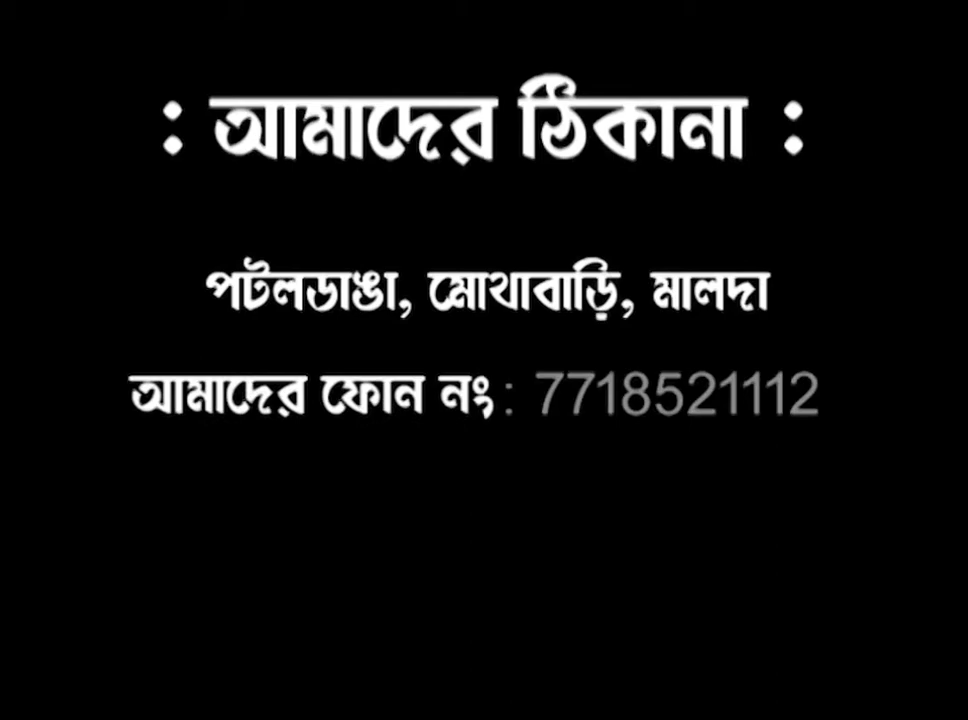 : আমাদের ঠিকানা :
পটলডাঙা, মোথাবাড়ি, মালদা
আমাদের ফোন নং : 7718521112